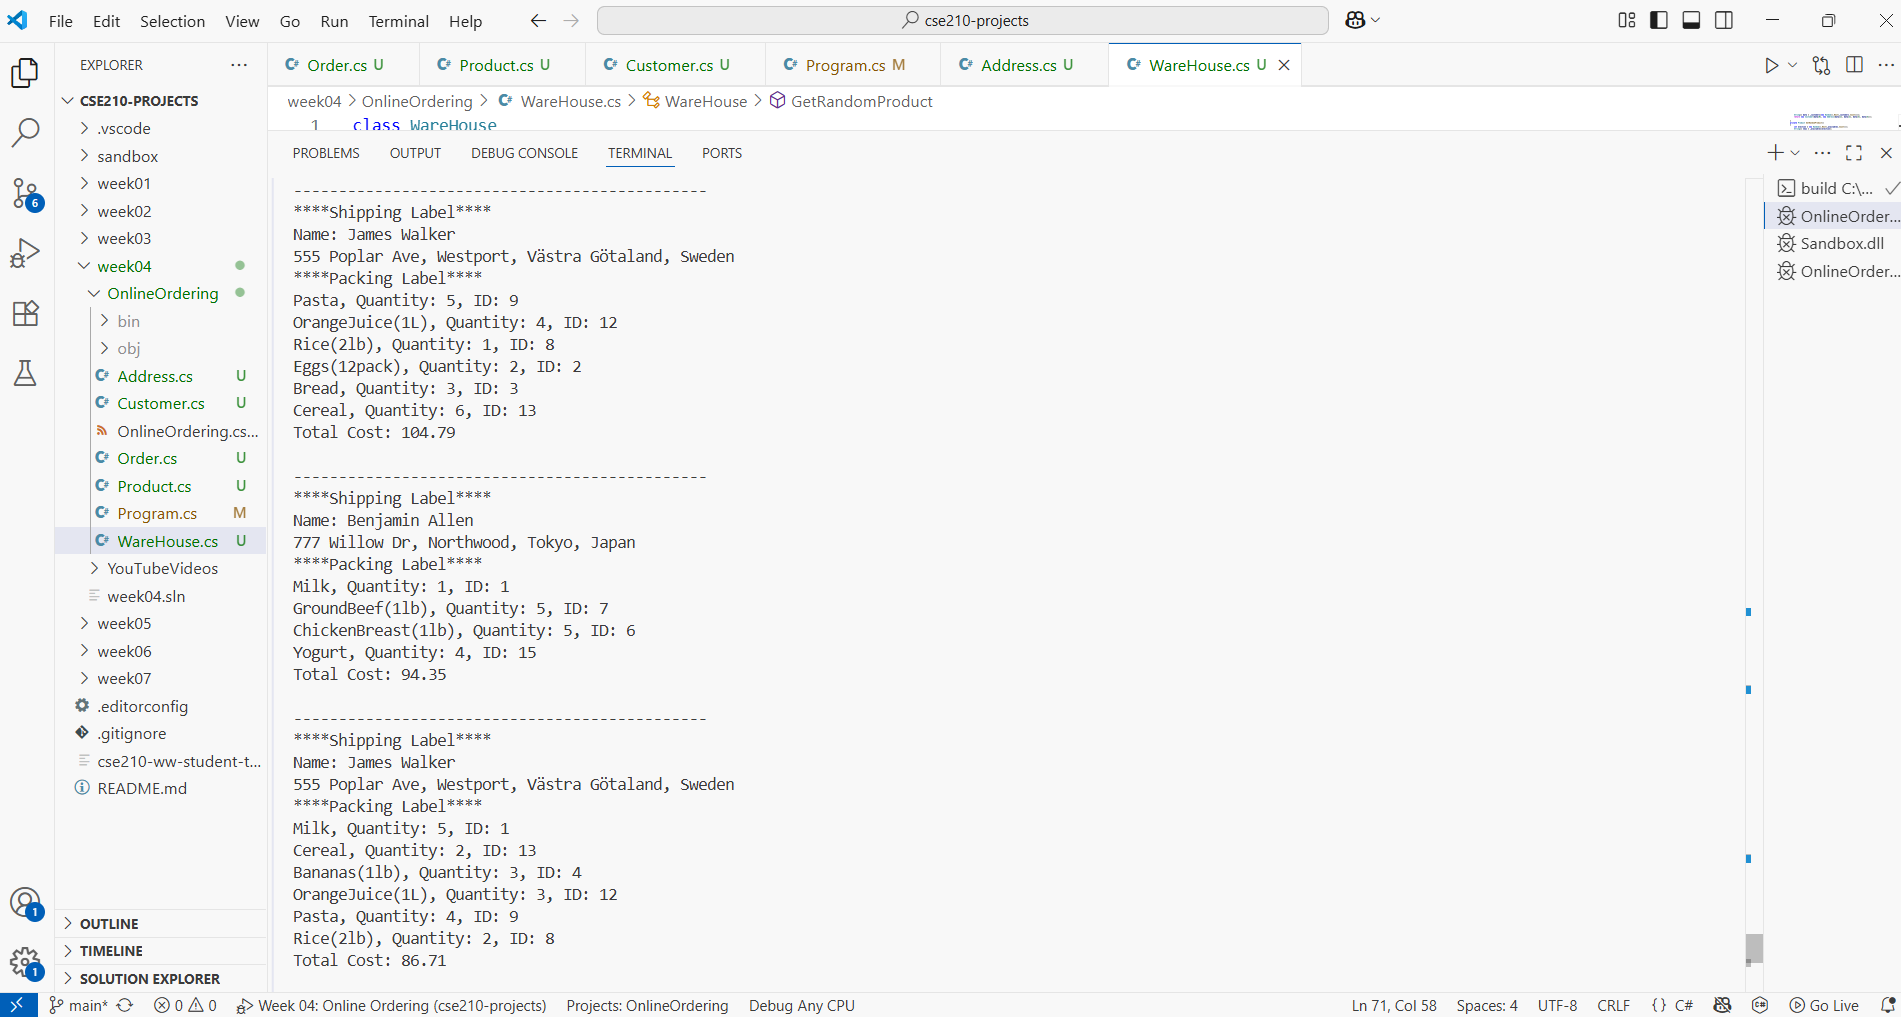 File Edit Selection View Go Run Terminal Help
cse210-projects
EXPLORER
Order.cs U
Product.cs U
Customer.cs U
Program.cs M
Address.cs U
WareHouse.cs U
week04 > OnlineOrdering > WareHouse.cs > WareHouse > GetRandomProduct
1 class WareHouse
PROBLEMS OUTPUT DEBUG CONSOLE TERMINAL PORTS
CSE210-PROJECTS
.vscode
sandbox
week01
week02
week03
week04
OnlineOrdering
bin
obj
Address.cs U
Customer.cs U
OnlineOrdering.cs...
Order.cs U
Product.cs U
Program.cs M
WareHouse.cs U
YouTubeVideos
week04.sln
week05
week06
week07
.editorconfig
.gitignore
cse210-ww-student-t...
README.md
OUTLINE
TIMELINE
SOLUTION EXPLORER
6
1
1
----------------------------------------------
****Shipping Label****
Name: James Walker
555 Poplar Ave, Westport, Västra Götaland, Sweden
****Packing Label****
Pasta, Quantity: 5, ID: 9
OrangeJuice(1L), Quantity: 4, ID: 12
Rice(2lb), Quantity: 1, ID: 8
Eggs(12pack), Quantity: 2, ID: 2
Bread, Quantity: 3, ID: 3
Cereal, Quantity: 6, ID: 13
Total Cost: 104.79
----------------------------------------------
****Shipping Label****
Name: Benjamin Allen
777 Willow Dr, Northwood, Tokyo, Japan
****Packing Label****
Milk, Quantity: 1, ID: 1
GroundBeef(1lb), Quantity: 5, ID: 7
ChickenBreast(1lb), Quantity: 5, ID: 6
Yogurt, Quantity: 4, ID: 15
Total Cost: 94.35
----------------------------------------------
****Shipping Label****
Name: James Walker
555 Poplar Ave, Westport, Västra Götaland, Sweden
****Packing Label****
Milk, Quantity: 5, ID: 1
Cereal, Quantity: 2, ID: 13
Bananas(1lb), Quantity: 3, ID: 4
OrangeJuice(1L), Quantity: 3, ID: 12
Pasta, Quantity: 4, ID: 9
Rice(2lb), Quantity: 2, ID: 8
Total Cost: 86.71
build C:\...
OnlineOrder...
Sandbox.dll
OnlineOrder...
main* 0 0 Week 04: Online Ordering (cse210-projects) Projects: OnlineOrdering Debug Any CPU Ln 71, Col 58 Spaces: 4 UTF-8 CRLF {} C# Go Live